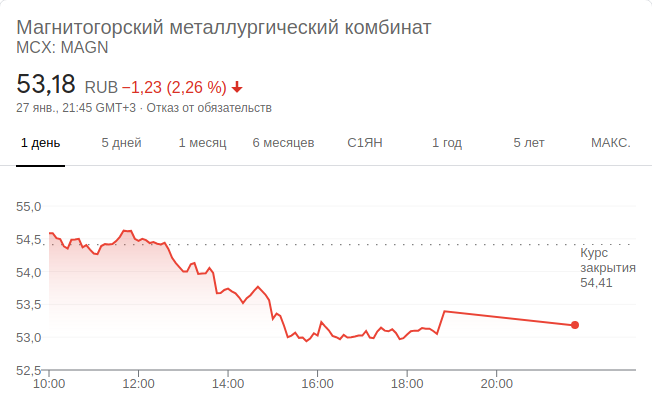 Магнитогорский металлургический комбинат
MCX: MAGN
53,18 RUB −1,23 (2,26 %)
27 янв., 21:45 GMT+3 · Отказ от обязательств
1 день 5 дней 1 месяц 6 месяцев С1ЯН 1 год 5 лет МАКС.
55,0
54,5
Курс
закрытия
54,41
54,0
53,5
53,0
52,5
10:00 12:00 14:00 16:00 18:00 20:00